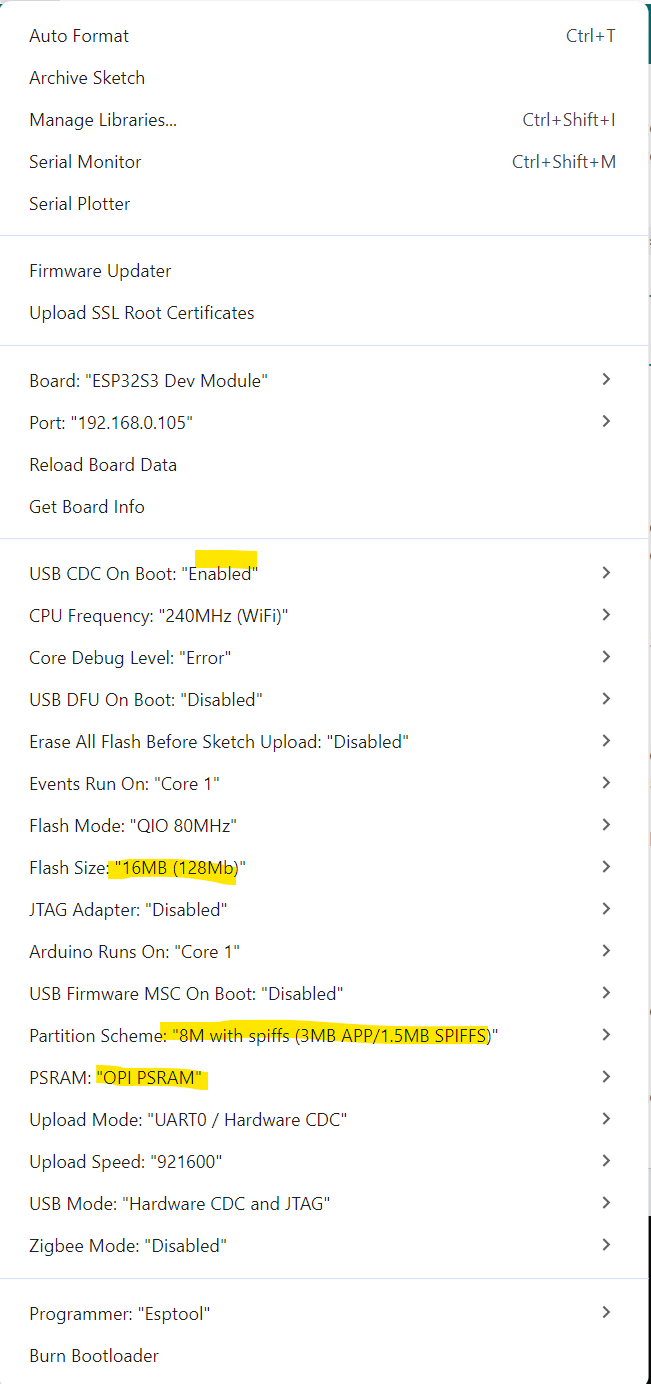 Auto Format Ctrl+T
Archive Sketch
Manage Libraries... Ctrl+Shift+I
Serial Monitor Ctrl+Shift+M
Serial Plotter
Firmware Updater
Upload SSL Root Certificates
Board: "ESP32S3 Dev Module"
Port: "192.168.0.105"
Reload Board Data
Get Board Info
USB CDC On Boot: "Enabled"
CPU Frequency: "240MHz (WiFi)"
Core Debug Level: "Error"
USB DFU On Boot: "Disabled"
Erase All Flash Before Sketch Upload: "Disabled"
Events Run On: "Core 1"
Flash Mode: "QIO 80MHz"
Flash Size: "16MB (128Mb)"
JTAG Adapter: "Disabled"
Arduino Runs On: "Core 1"
USB Firmware MSC On Boot: "Disabled"
Partition Scheme: "8M with spiffs (3MB APP/1.5MB SPIFFS)"
PSRAM: "OPI PSRAM"
Upload Mode: "UART0 / Hardware CDC"
Upload Speed: "921600"
USB Mode: "Hardware CDC and JTAG"
Zigbee Mode: "Disabled"
Programmer: "Esptool"
Burn Bootloader